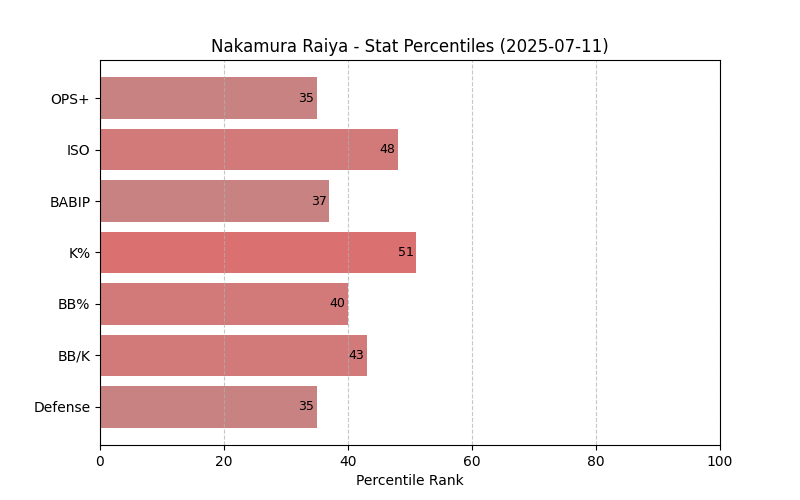 Nakamura Raiya - Stat Percentiles (2025-07-11)
OPS+ 35
ISO 48
BABIP 37
K% 51
BB% 40
BB/K 43
Defense 35
0 20 40 60 80 100
Percentile Rank